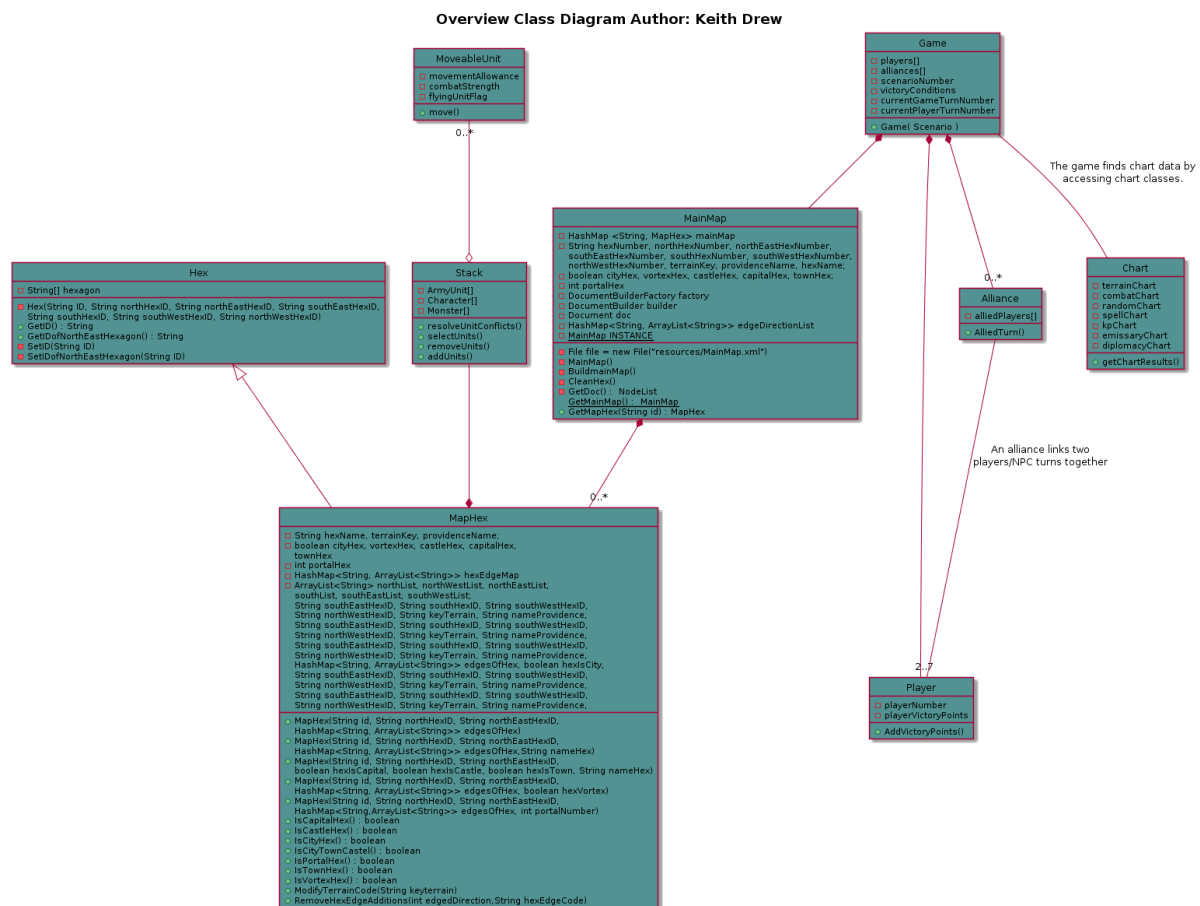 Overview Class Diagram Author: Keith Drew
MoveableUnit
movementAllowance
combatStrength
flyingUnitFlag
move()
0..*
Game
players[]
alliances[]
scenarioNumber
victoryConditions
currentGameTurnNumber
currentPlayerTurnNumber
Game( Scenario )
The game finds chart data by
accessing chart classes.
Hex
String[] hexagon
Hex(String ID, String northHexID, String northEastHexID, String southEastHexID,
String southHexID, String southWestHexID, String northWestHexID)
GetID() : String
GetIDofNorthEastHexagon() : String
SetID(String ID)
SetIDofNorthEastHexagon(String ID)
Stack
ArmyUnit[]
Character[]
Monster[]
resolveUnitConflicts()
selectUnits()
removeUnits()
addUnits()
MainMap
HashMap <String, MapHex> mainMap
String hexNumber, northHexNumber, northEastHexNumber,
southEastHexNumber, southHexNumber, southWestHexNumber,
northWestHexNumber, terrainKey, providenceName, hexName;
boolean cityHex, vortexHex, castleHex, capitalHex, townHex;
int portalHex
DocumentBuilderFactory factory
DocumentBuilder builder
Document doc
HashMap<String, ArrayList<String>> edgeDirectionList
MainMap INSTANCE
File file = new File("resources/MainMap.xml")
MainMap()
BuildmainMap()
CleanHex()
GetDoc() :  NodeList
GetMainMap() :  MainMap
GetMapHex(String id) : MapHex
0..*
Alliance
alliedPlayers[]
AlliedTurn()
Chart
terrainChart
combatChart
randomChart
spellChart
kpChart
emissaryChart
diplomacyChart
getChartResults()
An alliance links two
players/NPC turns together
0..*
MapHex
String hexName, terrainKey, providenceName;
boolean cityHex, vortexHex, castleHex, capitalHex,
townHex
int portalHex
HashMap<String, ArrayList<String>> hexEdgeMap
ArrayList<String> northList, northWestList, northEastList,
southList, southEastList, southWestList;
String southEastHexID, String southHexID, String southWestHexID,
String northWestHexID, String keyTerrain, String nameProvidence,
String southEastHexID, String southHexID, String southWestHexID,
String northWestHexID, String keyTerrain, String nameProvidence,
String southEastHexID, String southHexID, String southWestHexID,
String northWestHexID, String keyTerrain, String nameProvidence,
HashMap<String, ArrayList<String>> edgesOfHex, boolean hexIsCity,
String southEastHexID, String southHexID, String southWestHexID,
String northWestHexID, String keyTerrain, String nameProvidence,
String southEastHexID, String southHexID, String southWestHexID,
String northWestHexID, String keyTerrain, String nameProvidence,
MapHex(String id, String northHexID, String northEastHexID,
HashMap<String, ArrayList<String>> edgesOfHex)
MapHex(String id, String northHexID, String northEastHexID,
HashMap<String, ArrayList<String>> edgesOfHex,String nameHex)
MapHex(String id, String northHexID, String northEastHexID,
boolean hexIsCapital, boolean hexIsCastle, boolean hexIsTown, String nameHex)
MapHex(String id, String northHexID, String northEastHexID,
HashMap<String, ArrayList<String>> edgesOfHex, boolean hexVortex)
MapHex(String id, String northHexID, String northEastHexID,
HashMap<String,ArrayList<String>> edgesOfHex, int portalNumber)
IsCapitalHex() : boolean
IsCastleHex() : boolean
IsCityHex() : boolean
IsCityTownCastel() : boolean
IsPortalHex() : boolean
IsTownHex() : boolean
IsVortexHex() : boolean
ModifyTerrainCode(String keyterrain)
RemoveHexEdgeAdditions(int edgedDirection,String hexEdgeCode)
2..7
Player
playerNumber
playerVictoryPoints
AddVictoryPoints()